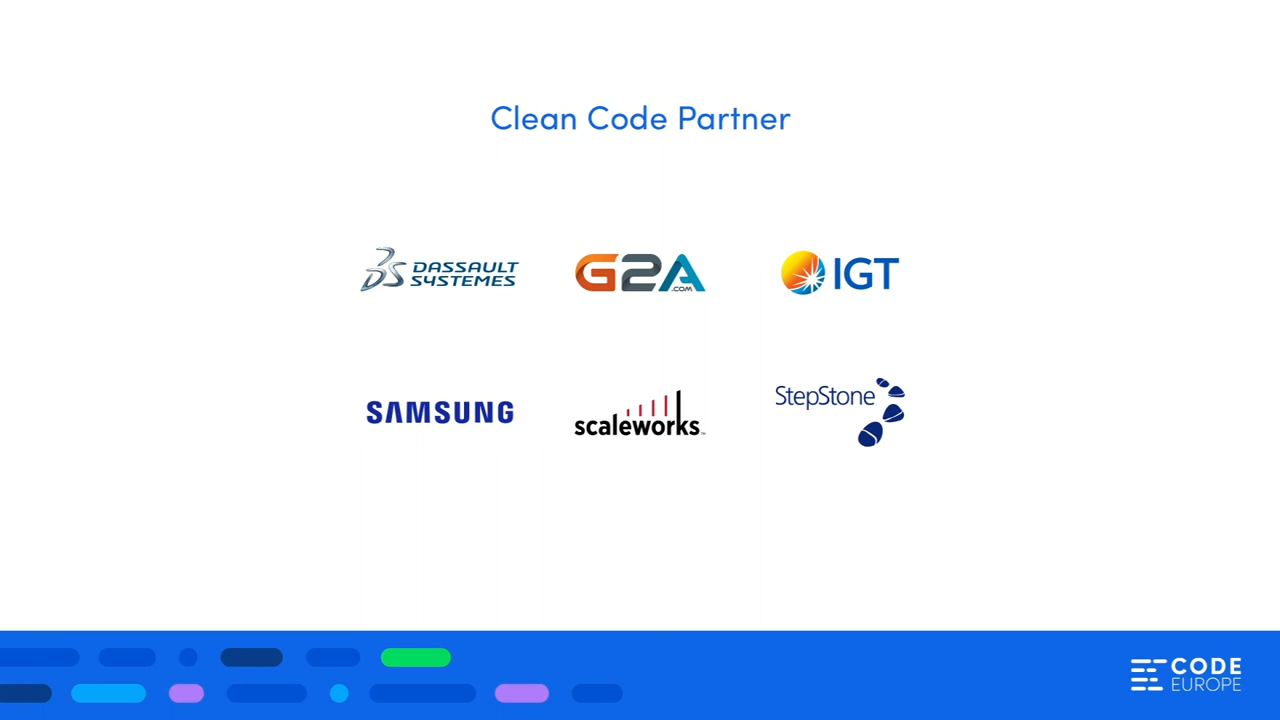 Clean Code Partner
DASSAULT
SYSTEMES
G2A
.COM
IGT
SAMSUNG
scaleworks
StepStone
CODE
EUROPE